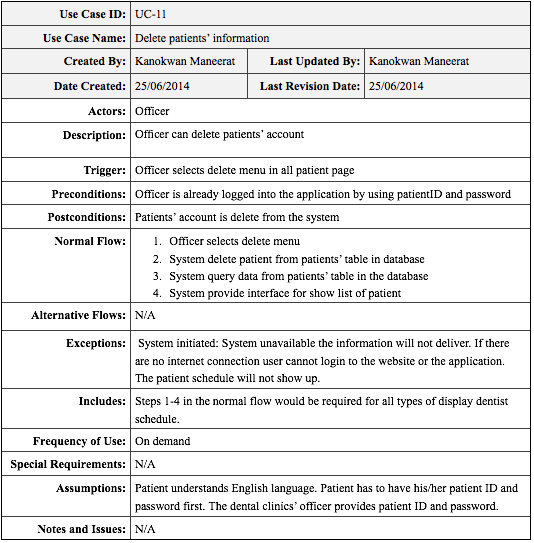 Use Case ID: UC-11
Use Case Name: Delete patients' information
Created By: Kanokwan Maneerat Last Updated By: Kanokwan Maneerat
Date Created: 25/06/2014 Last Revision Date: 25/06/2014
Actors: Officer
Description: Officer can delete patients' account
Trigger: Officer selects delete menu in all patient page
Preconditions: Officer is already logged into the application by using patientID and password
Postconditions: Patients' account is delete from the system
Normal Flow: 1. Officer selects delete menu
2. System delete patient from patients' table in database
3. System query data from patients' table in the database
4. System provide interface for show list of patient
Alternative Flows: N/A
Exceptions: System initiated: System unavailable the information will not deliver. If there
are no internet connection user cannot login to the website or the application.
The patient schedule will not show up.
Includes: Steps 1-4 in the normal flow would be required for all types of display dentist
schedule.
Frequency of Use: On demand
Special Requirements: N/A
Assumptions: Patient understands English language. Patient has to have his/her patient ID and
password first. The dental clinics' officer provides patient ID and password.
Notes and Issues: N/A